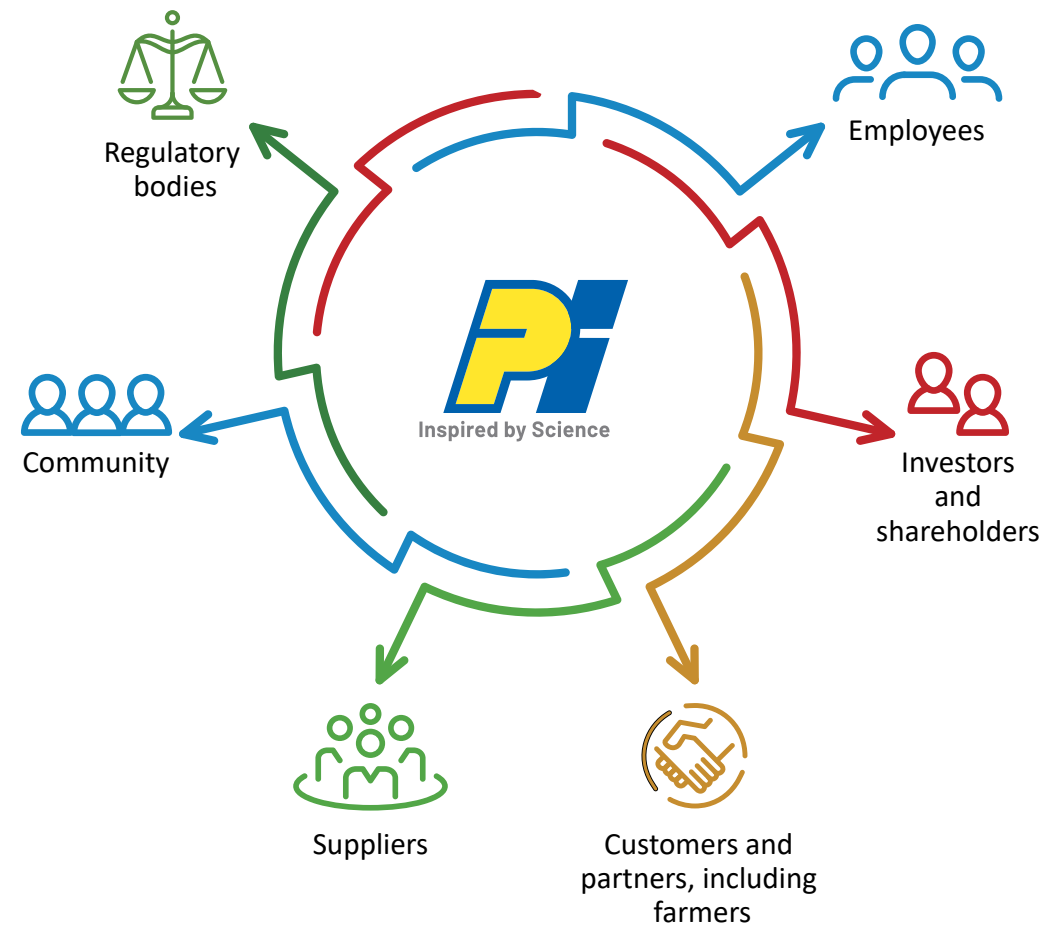 Regulatory
bodies
Employees
PI
Inspired by Science
Community
Investors
and
shareholders
Suppliers
Customers and
partners, including
farmers